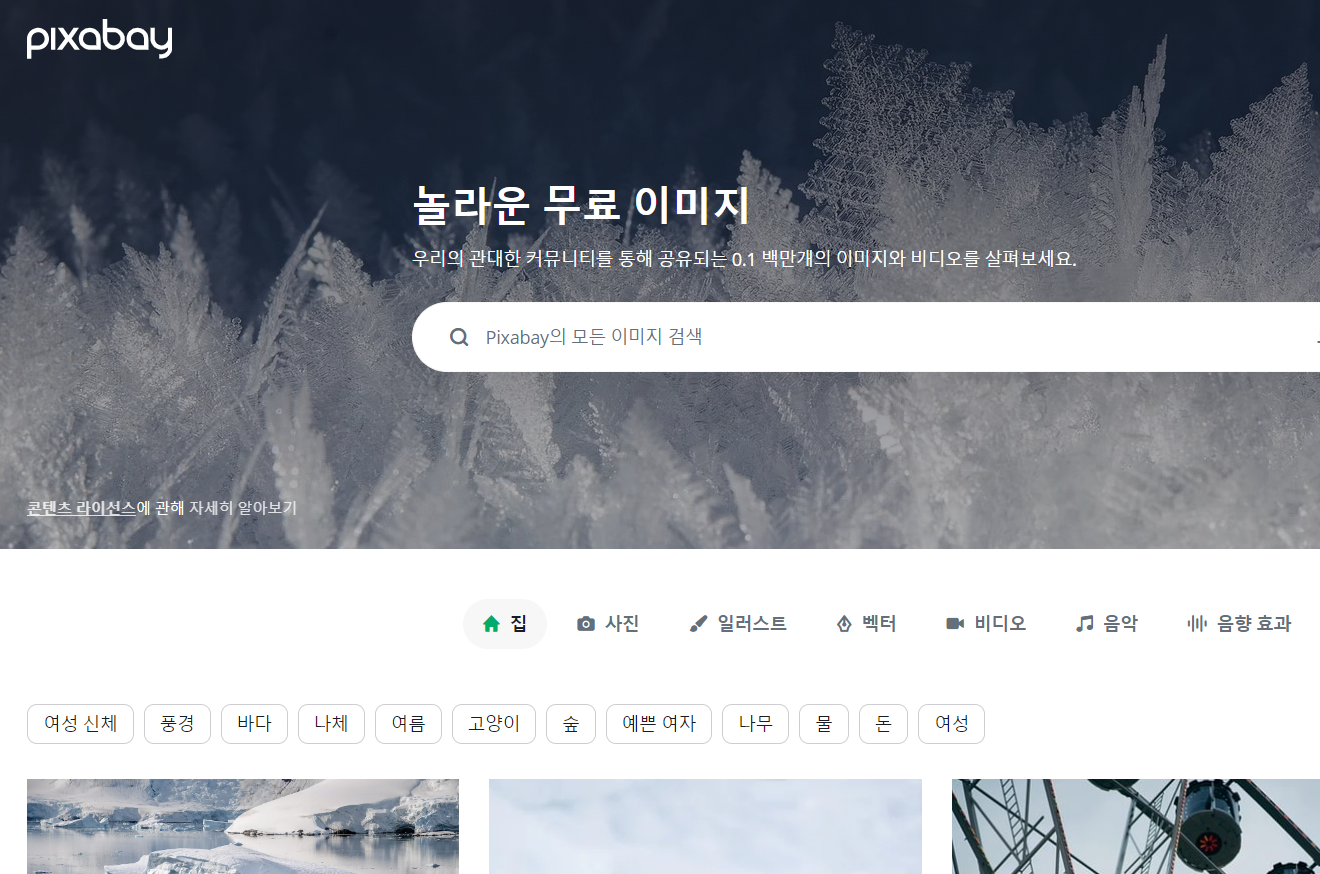 pixabay
놀라운 무료 이미지
우리의 관대한 커뮤니티를 통해 공유되는 0.1 백만개의 이미지와 비디오를 살펴보세요.
Pixabay의 모든 이미지 검색
콘텐츠 라이선스에 관해 자세히 알아보기
집 사진 일러스트 벡터 비디오 음악 음향 효과
여성 신체 풍경 바다 나체 여름 고양이 숲 예쁜 여자 나무 물 돈 여성